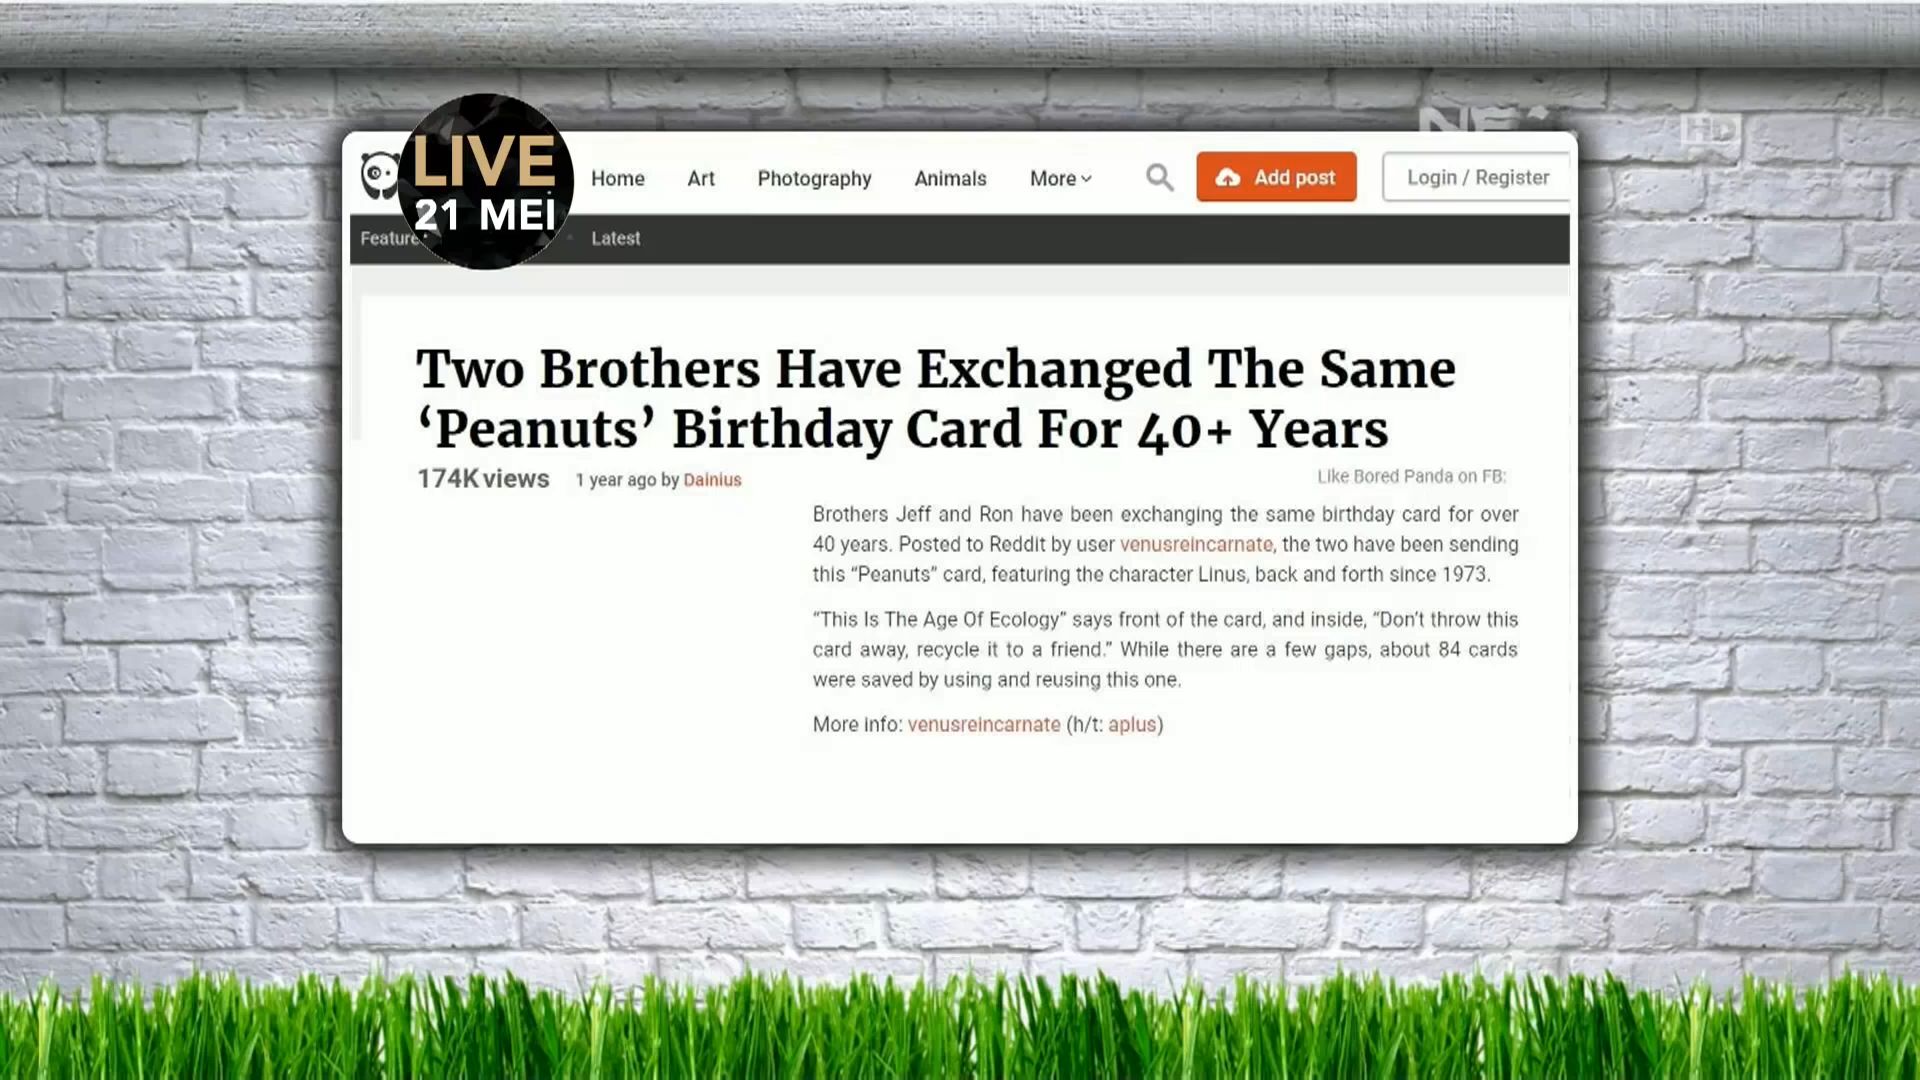 LIVE
21 MEI
Home Art Photography Animals More Add post Login / Register
Latest
HD
Two Brothers Have Exchanged The Same
‘Peanuts’ Birthday Card For 40+ Years
174K views 1 year ago by Dainius Like Bored Panda on FB:
Brothers Jeff and Ron have been exchanging the same birthday card for over
40 years. Posted to Reddit by user venusreincarnate, the two have been sending
this “Peanuts” card, featuring the character Linus, back and forth since 1973.
“This Is The Age Of Ecology” says front of the card, and inside, “Don’t throw this
card away, recycle it to a friend.” While there are a few gaps, about 84 cards
were saved by using and reusing this one.
More info: venusreincarnate (h/t: aplus)